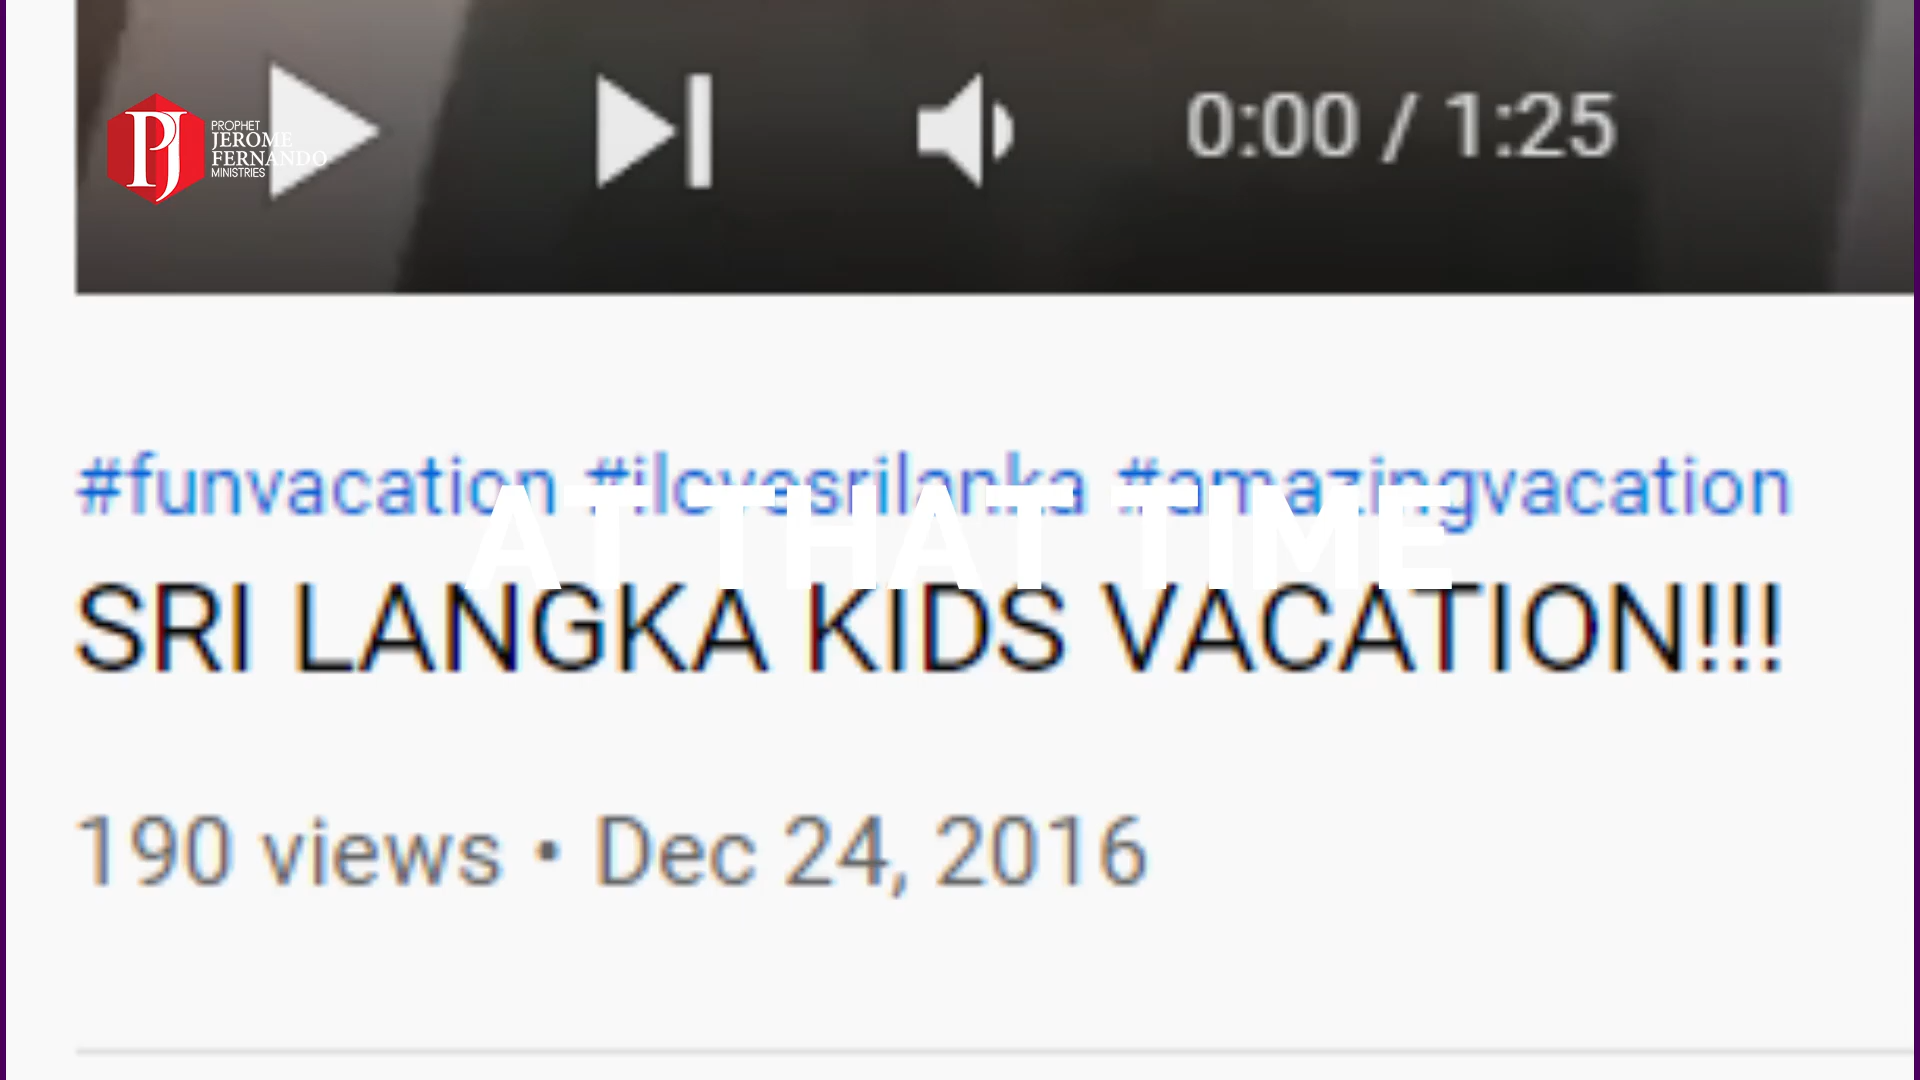 PROPHET
JEROME
FERNANDO
MINISTRIES
PJ
0:00 / 1:25
#funvacation #ilovesrilanka #amazingvacation
AT THAT TIME
SRI LANGKA KIDS VACATION!!!
190 views • Dec 24, 2016